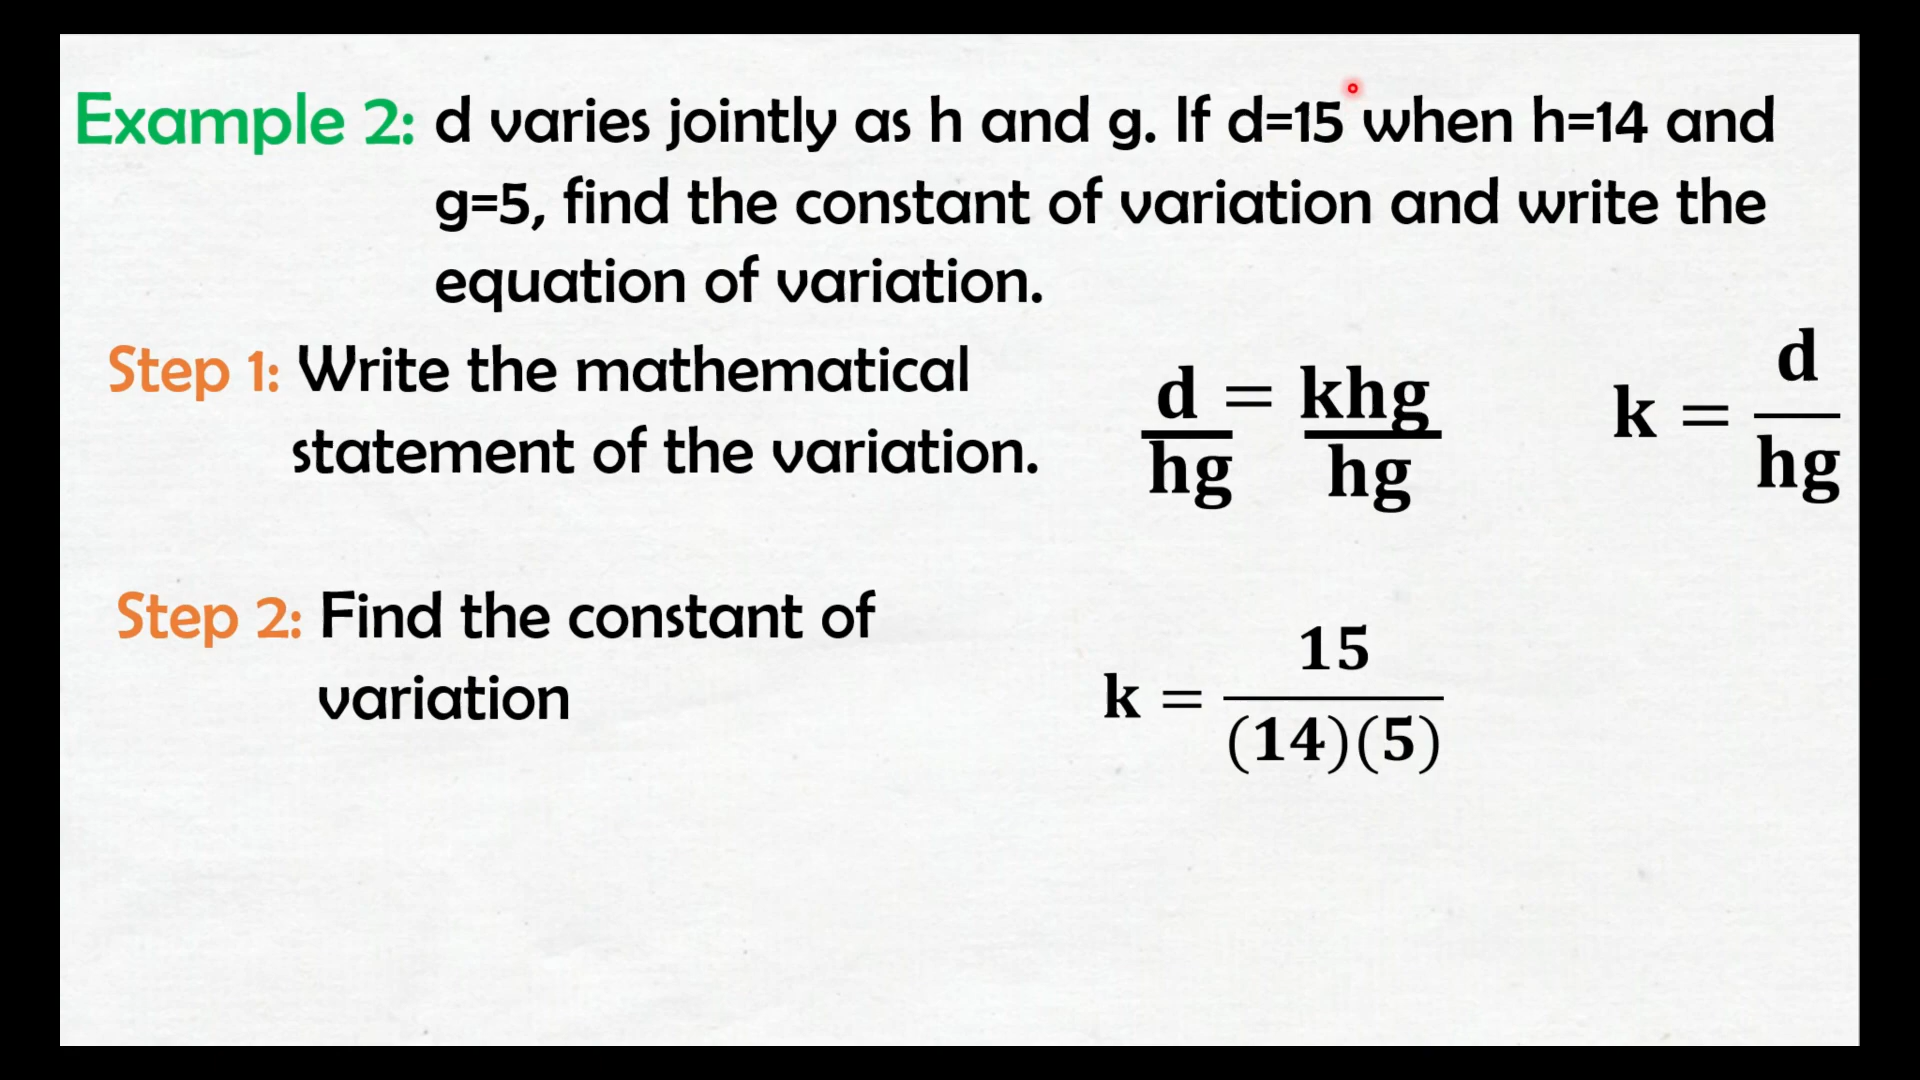 Example 2: d varies jointly as h and g. If d=15 when h=14 and
g=5, find the constant of variation and write the
equation of variation.
Step 1: Write the mathematical
statement of the variation.
d = khg
hg hg
k = d
hg
Step 2: Find the constant of
variation
k = 15
(14)(5)